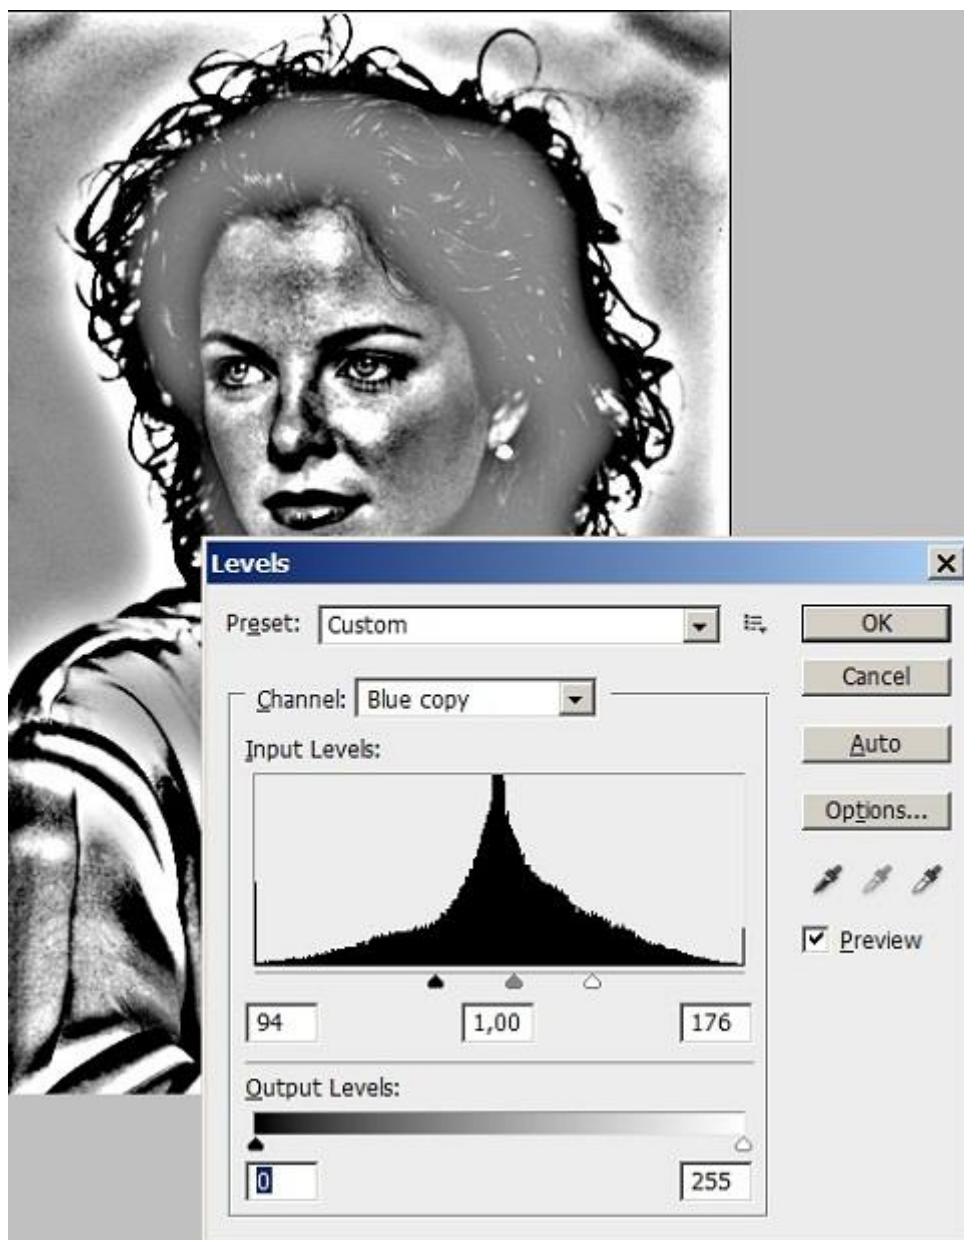 Levels
Preset: Custom
OK
Cancel
Channel: Blue copy
Auto
Input Levels:
Options...
Preview
94 1,00 176
Output Levels:
0 255